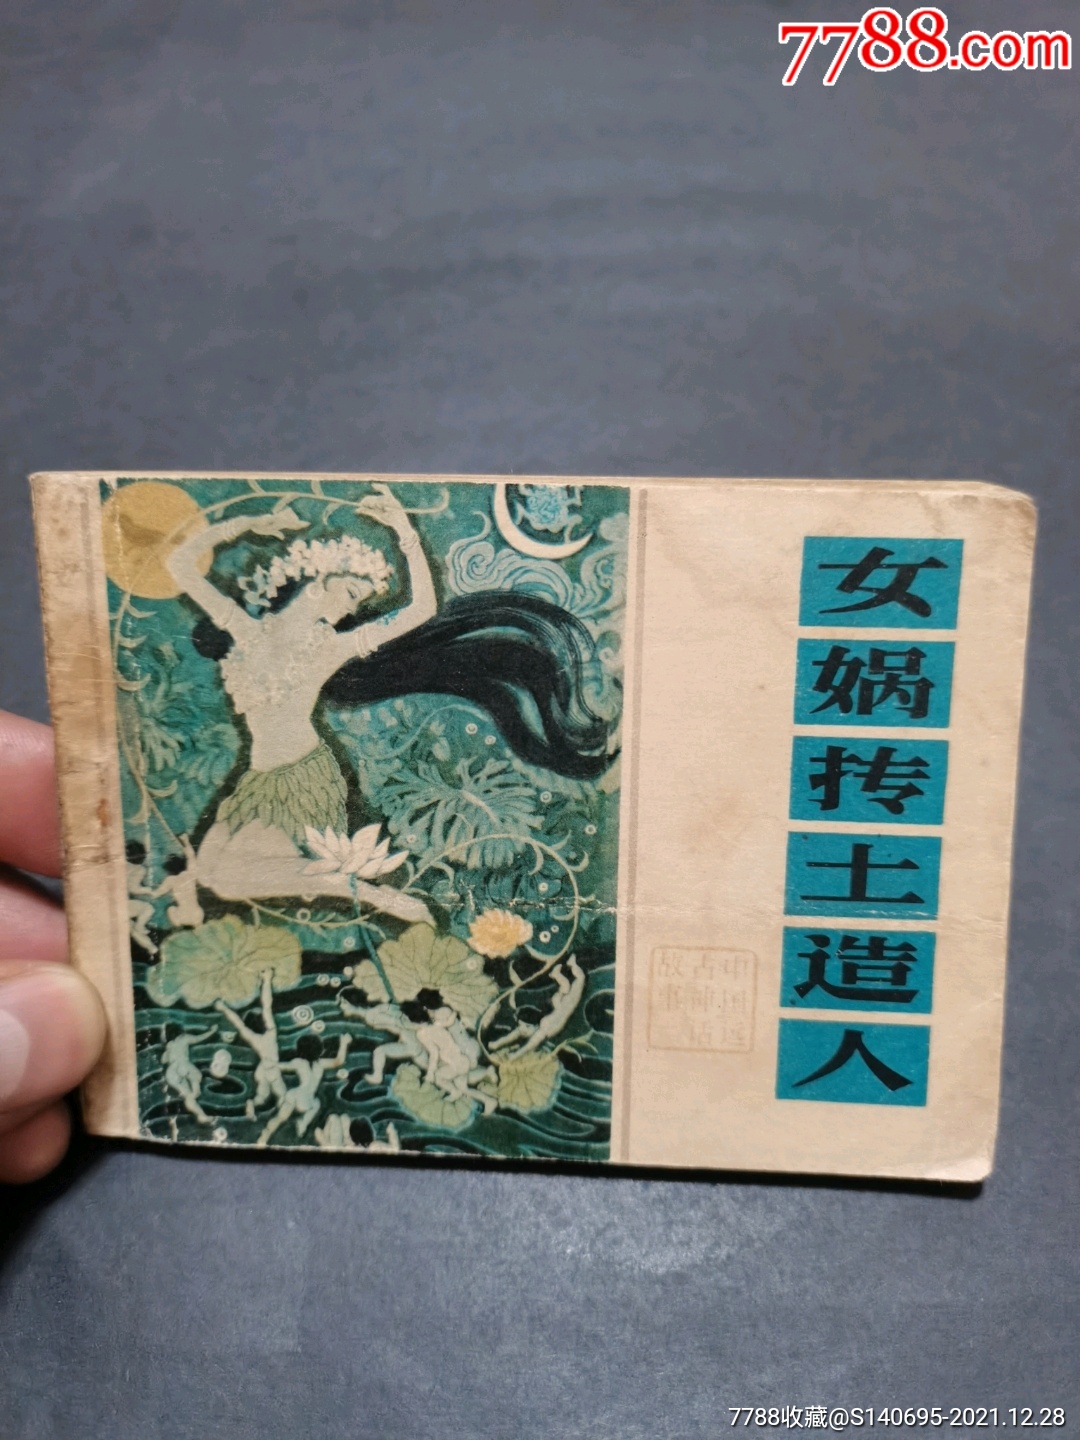 7788.com
女
娲
抟
土
造
人
中国远
古神话
故事
7788收藏@S140695-2021.12.28